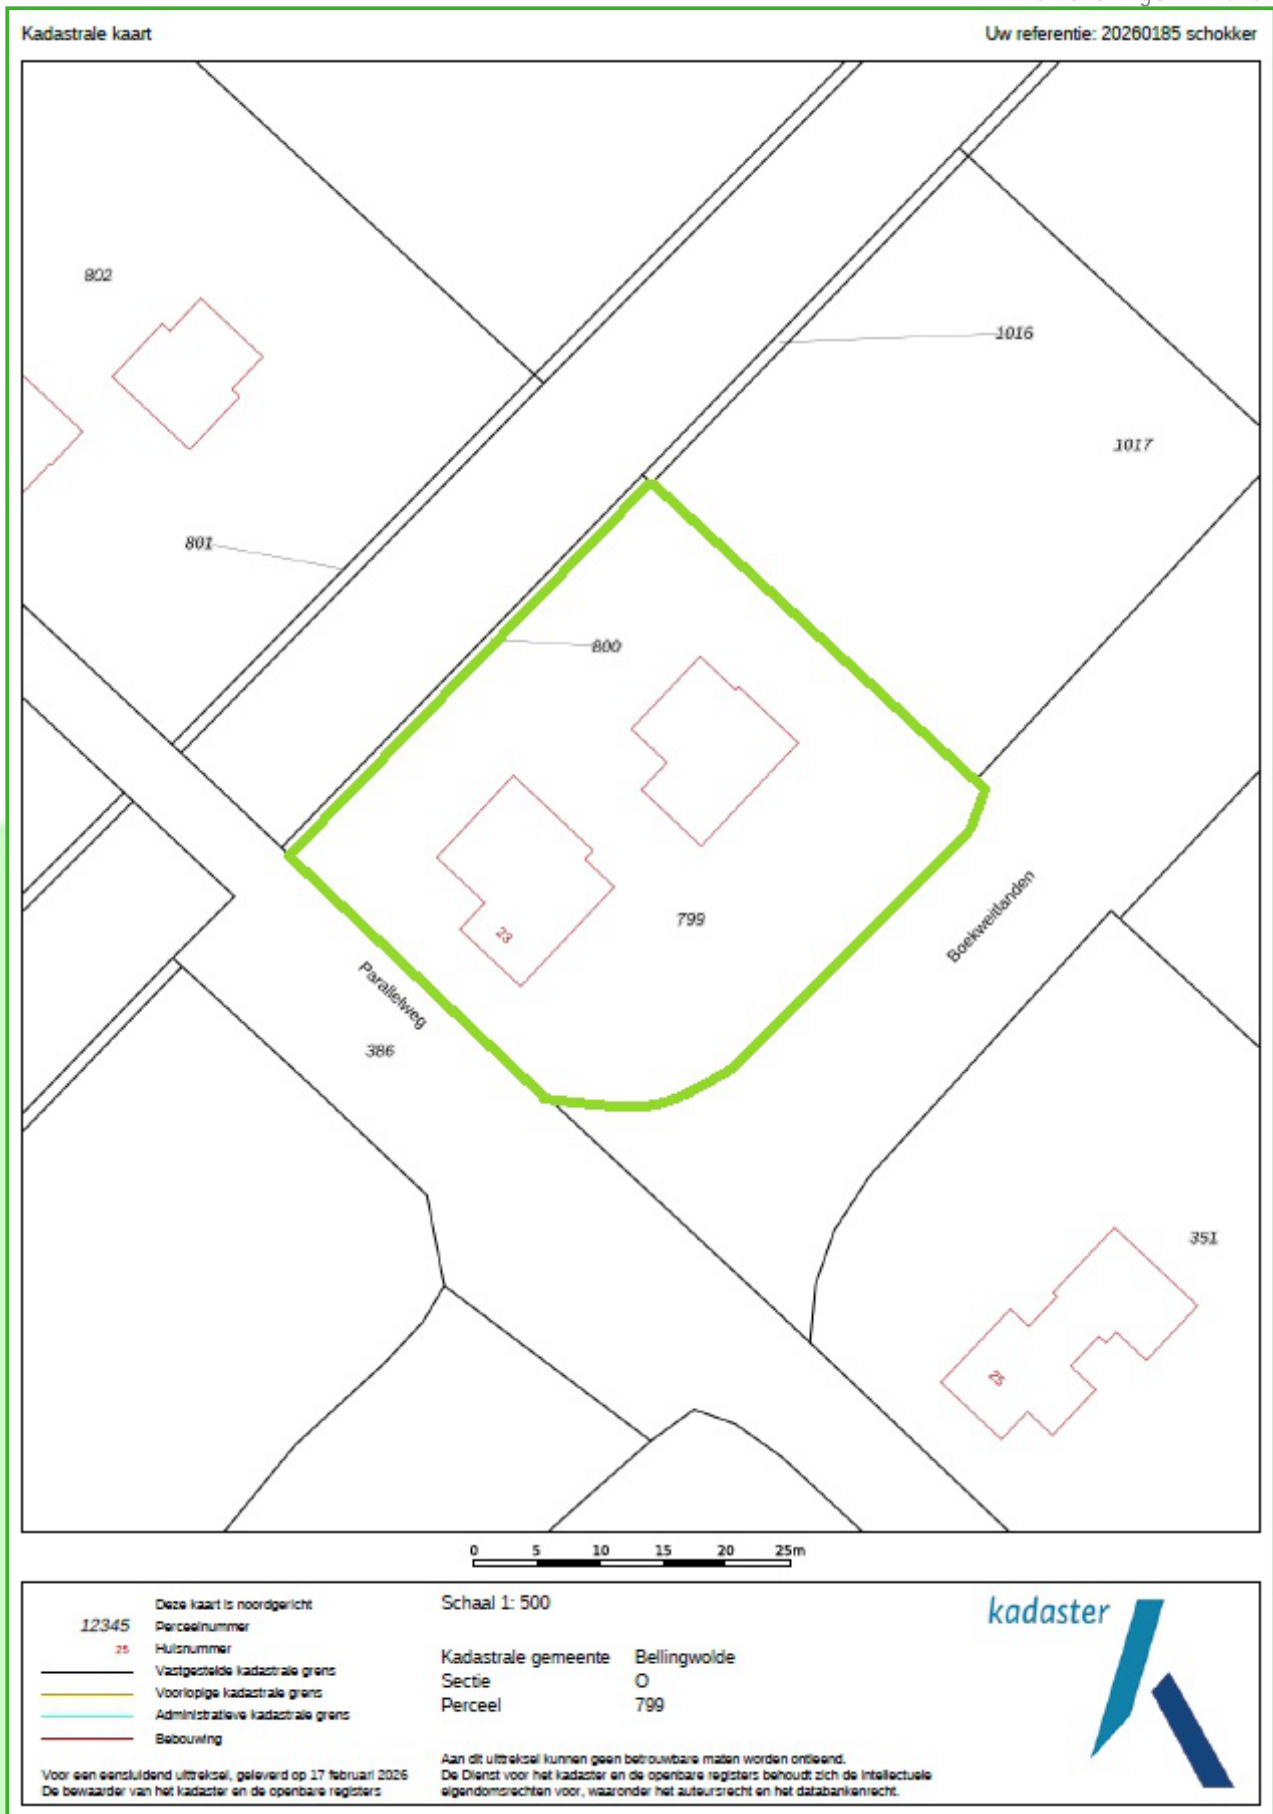 Kadastrale kaart
Uw referentie: 20260185 schokker
802
1016
1017
801
800
799
23
Boekweitlanden
Parallelweg
386
351
25
0 5 10 15 20 25m
Deze kaart is noordgericht
12345 Perceelnummer
25 Huisnummer
Vastgestelde kadastrale grens
Voorlopige kadastrale grens
Administratieve kadastrale grens
Bebouwing
Voor een eensluidend uittreksel, geleverd op 17 februari 2026
De bewaarder van het kadaster en de openbare registers
Schaal 1: 500
Kadastrale gemeente Bellingwolde
Sectie O
Perceel 799
Aan dit uittreksel kunnen geen betrouwbare maten worden ontleend.
De Dienst voor het kadaster en de openbare registers behoudt zich de intellectuele
eigendomsrechten voor, waaronder het auteursrecht en het databankenrecht.
kadaster